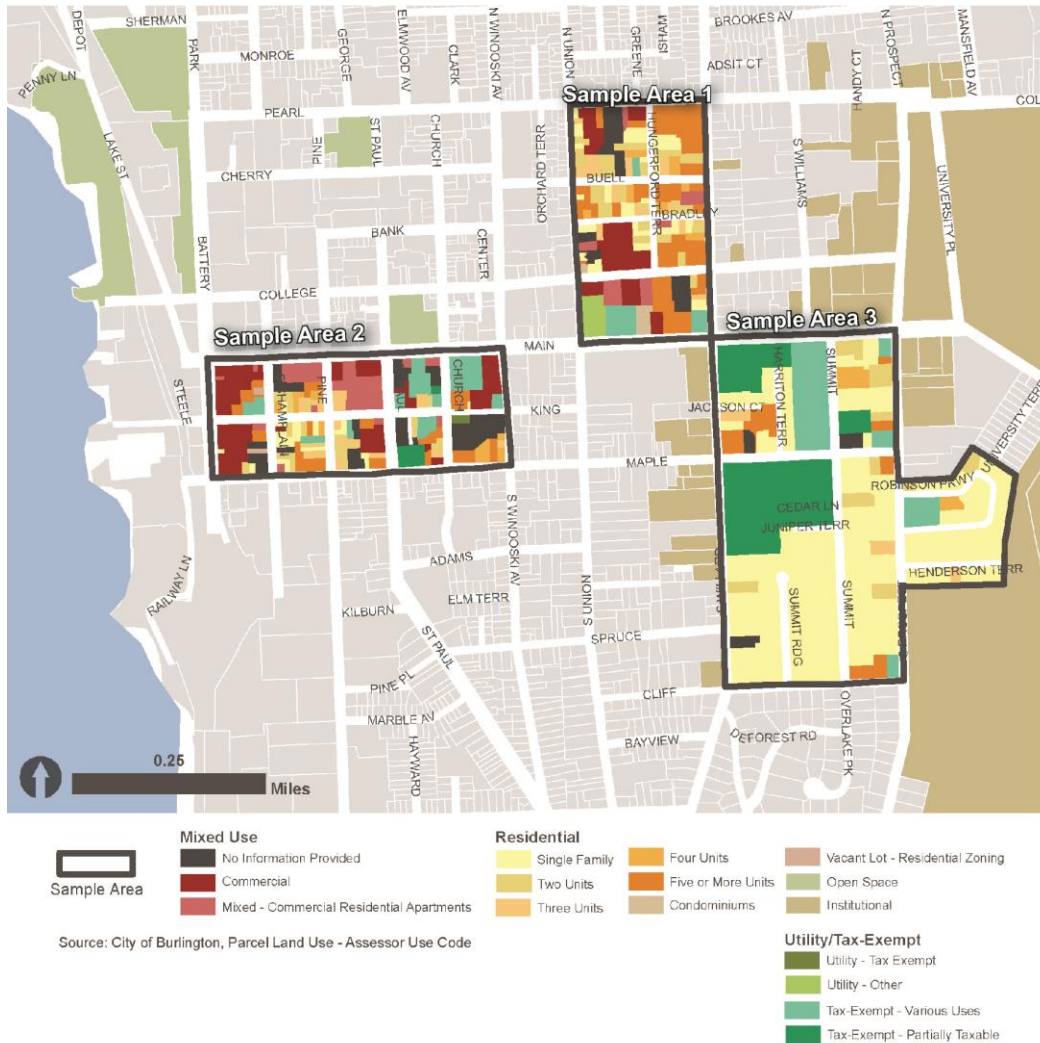 SHERMAN
DEPOT
PARK
MONROE
GEORGE
ELMWOOD AV
CLARK
N WINOOSKI AV
N UNION
GREENE
ISHAM
BROOKES AV
ADSIT CT
HANDY CT
N PROSPECT
MANSFIELD AV
PENNY LN
LAKE ST
PEARL
PINE
ST PAUL
CHURCH
Sample Area 1
COL
CHERRY
ORCHARD TERR
BUELL
HUNGERFORD TERR
BRADLEY
S WILLIAMS
UNIVERSITY PL
BATTERY
BANK
CENTER
COLLEGE
Sample Area 2
MAIN
Sample Area 3
STEELE
PINE
CHURCH
KING
JACKSON CT
HARRITON TERR
SUMMIT
MAPLE
ROBINSON PRWY
UNIVERSITY TERR
CEDAR LN
JUNIPER TERR
S WINOOSKI AV
ADAMS
HENDERSON TERR
RAILWAY LN
ELM TERR
KILBURN
S UNION
SUMMIT RDG
SUMMIT
ST PAUL
SPRUCE
PINE PL
CLIFF
MARBLE AV
HAYWARD
BAYVIEW
DEFOREST RD
OVERLAKE PK
0.25
Miles
Sample Area
Mixed Use
No Information Provided
Commercial
Mixed - Commercial Residential Apartments
Residential
Single Family
Two Units
Three Units
Four Units
Five or More Units
Condominiums
Vacant Lot - Residential Zoning
Open Space
Institutional
Source: City of Burlington, Parcel Land Use - Assessor Use Code
Utility/Tax-Exempt
Utility - Tax Exempt
Utility - Other
Tax-Exempt - Various Uses
Tax-Exempt - Partially Taxable